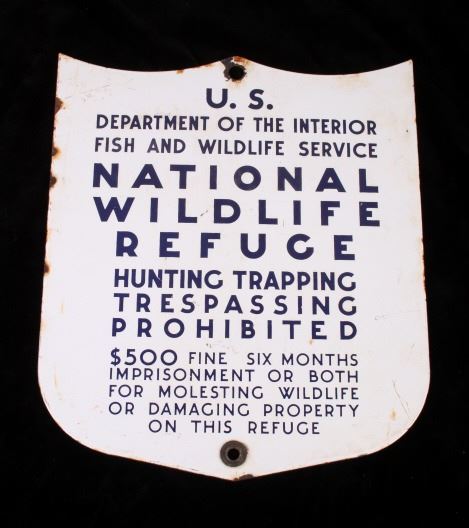 U. S.
DEPARTMENT OF THE INTERIOR
FISH AND WILDLIFE SERVICE
NATIONAL
WILDLIFE
REFUGE
HUNTING TRAPPING
TRESPASSING
PROHIBITED
$500 FINE SIX MONTHS
IMPRISONMENT OR BOTH
FOR MOLESTING WILDLIFE
OR DAMAGING PROPERTY
ON THIS REFUGE